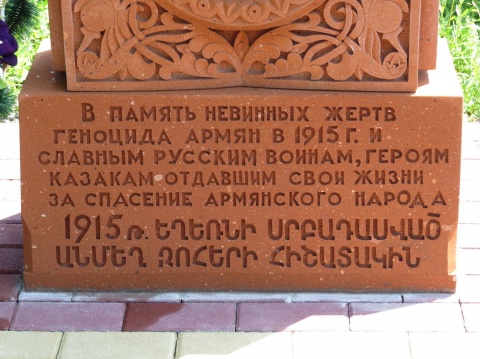 В ПАМЯТЬ НЕВИННЫХ ЖЕРТВ
ГЕНОЦИДА АРМЯН В 1915 Г. И
СЛАВНЫМ РУССКИМ ВОИНАМ, ГЕРОЯМ
КАЗАКАМ ОТДАВШИМ СВОИ ЖИЗНИ
ЗА СПАСЕНИЕ АРМЯНСКОГО НАРОДА
1915 թ. ԵՂԵՌՆԻ ՍՐԲԱԴԱՍՎԱԾ
ԱՆՄԵՂ ԶՈՀԵՐԻ ՀԻՇԱՏԱԿԻՆ